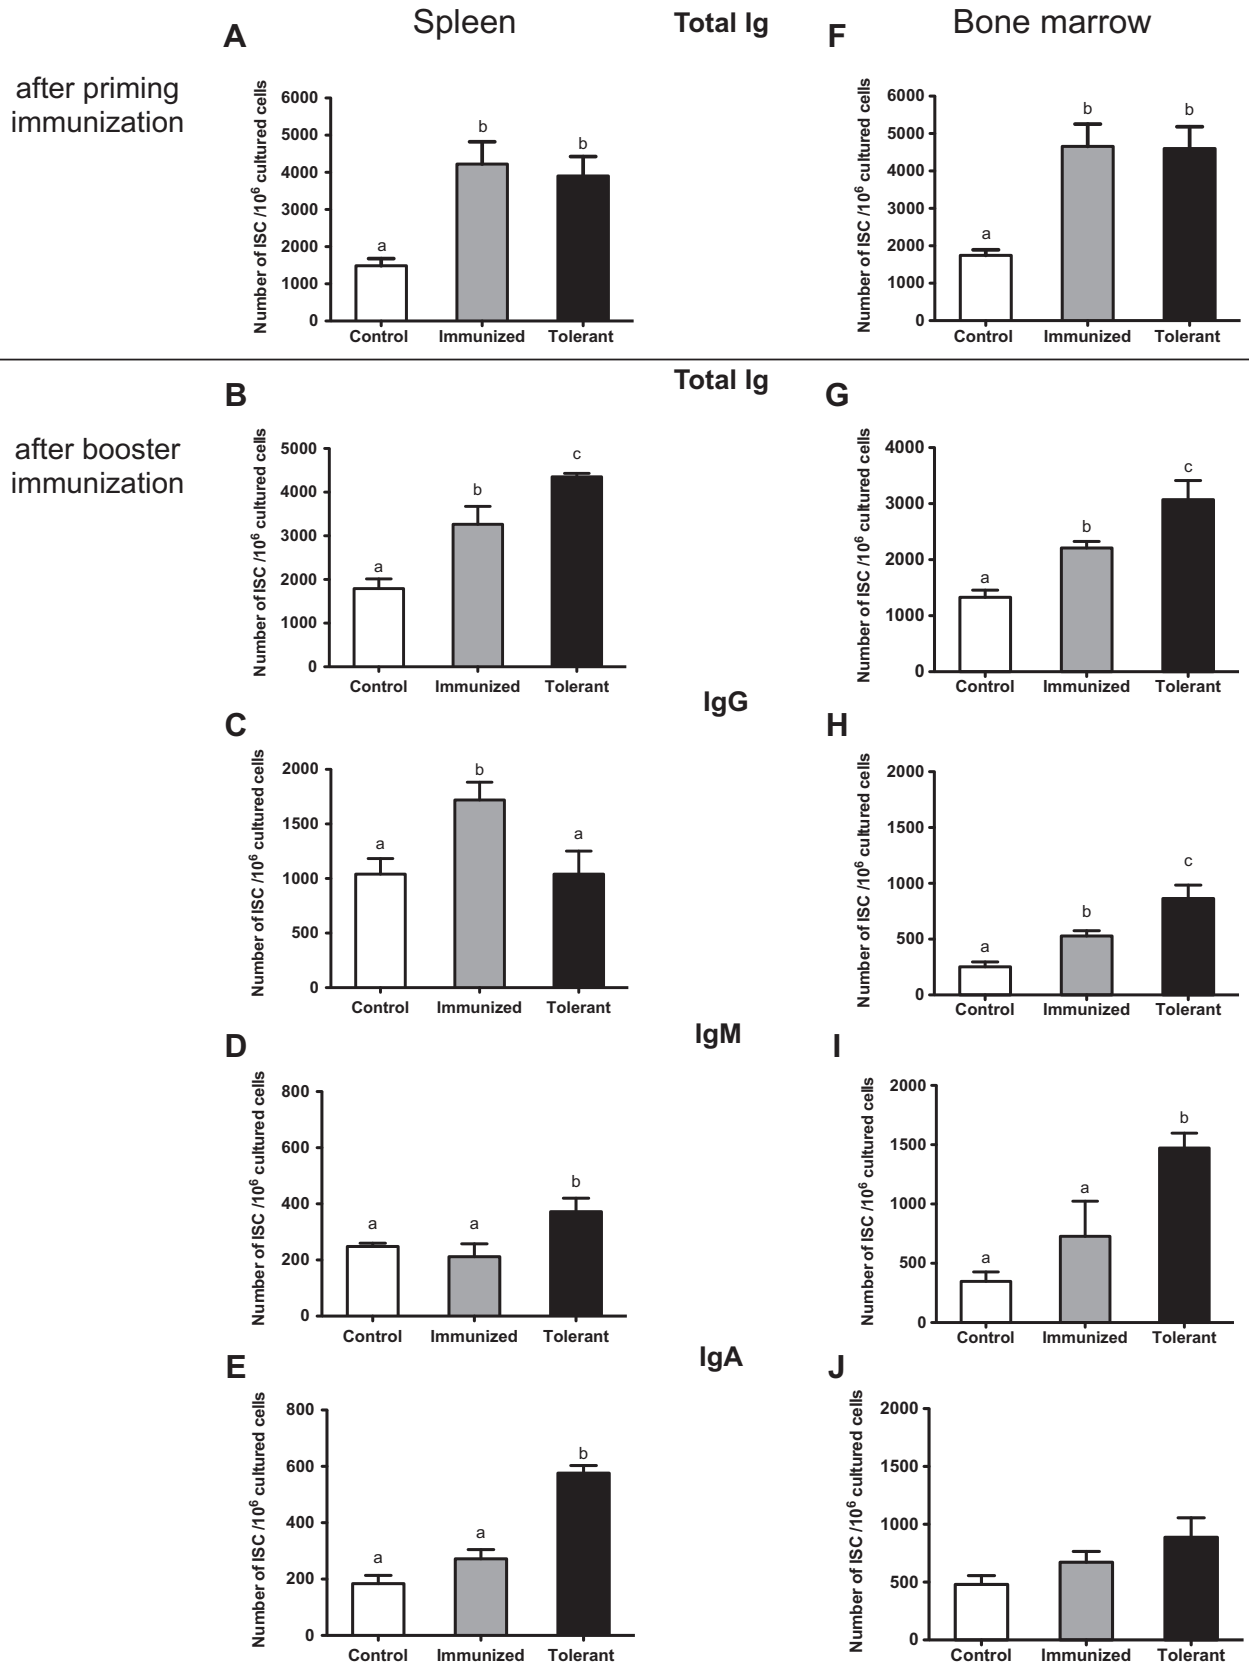 Spleen
Total Ig
Bone marrow
after priming
immunization
A
Number of ISC /10⁶ cultured cells
6000
5000
4000
3000
2000
1000
0
a
b
b
Control
Immunized
Tolerant
F
Number of ISC /10⁶ cultured cells
6000
5000
4000
3000
2000
1000
0
a
b
b
Control
Immunized
Tolerant
Total Ig
after booster
immunization
B
Number of ISC /10⁶ cultured cells
5000
4000
3000
2000
1000
0
a
b
c
Control
Immunized
Tolerant
G
Number of ISC /10⁶ cultured cells
4000
3000
2000
1000
0
a
b
c
Control
Immunized
Tolerant
IgG
C
Number of ISC /10⁶ cultured cells
2000
1500
1000
500
0
a
b
a
Control
Immunized
Tolerant
H
Number of ISC /10⁶ cultured cells
2000
1500
1000
500
0
a
b
c
Control
Immunized
Tolerant
IgM
D
Number of ISC /10⁶ cultured cells
800
600
400
200
0
a
a
b
Control
Immunized
Tolerant
I
Number of ISC /10⁶ cultured cells
2000
1500
1000
500
0
a
a
b
Control
Immunized
Tolerant
IgA
E
Number of ISC /10⁶ cultured cells
800
600
400
200
0
a
a
b
Control
Immunized
Tolerant
J
Number of ISC /10⁶ cultured cells
2000
1500
1000
500
0
Control
Immunized
Tolerant